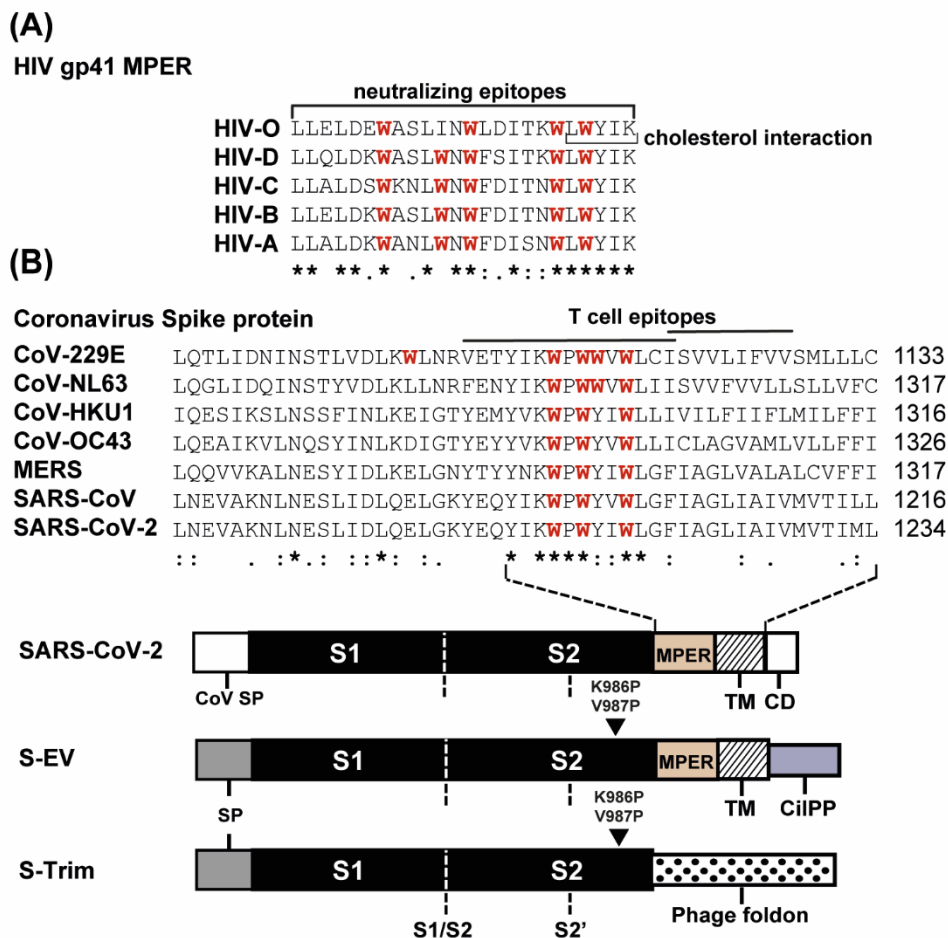 (A)
HIV gp41 MPER
neutralizing epitopes
HIV-O LLELDEWASLINWLDITKWLWYIK
cholesterol interaction
HIV-D LLQLDKWASLWNWFSITKWLWYIK
HIV-C LLALDSWKNLWNWFDITNWLWYIK
HIV-B LLELDKWASLWNWFDITNWLWYIK
HIV-A LLALDKWANLWNWFDISNWLWYIK
** **.* .* **:.*::*******
(B)
Coronavirus Spike protein
T cell epitopes
CoV-229E LQTLIDNINSTLVDLKWLNRVETYIKWPWWVWLCISVVLIFVVSMLLLC 1133
CoV-NL63 LQGLIDQINSTYVDLKLLNRFENYIKWPWWVWLIISVVFVVLLSLLVFC 1317
CoV-HKU1 IQESIKSLNSSFINLKEIGTYEMYVKWPWYIWLLIVILFIIFLMILFFI 1316
CoV-OC43 LQEAIKVLNQSYINLKDIGTYEYYVKWPWYVWLLICLAGVAMLVLLFFI 1326
MERS LQQVVKALNESYIDLKELGNYTYYNKWPWYIWLGFIAGLVALALCVFFI 1317
SARS-CoV LNEVAKNLNESLIDLQELGKYEQYIKWPWYVWLGFIAGLIAIVMVTILL 1216
SARS-CoV-2 LNEVAKNLNESLIDLQELGKYEQYIKWPWYIWLGFIAGLIAIVMVTIML 1234
:: . :*.: ::*: :. * ****::** : . : .:
SARS-CoV-2
S1
S2
MPER
CoV SP
TM
CD
K986P
V987P
S-EV
S1
S2
MPER
SP
TM
CilPP
K986P
V987P
S-Trim
S1
S2
S1/S2
S2’
Phage foldon